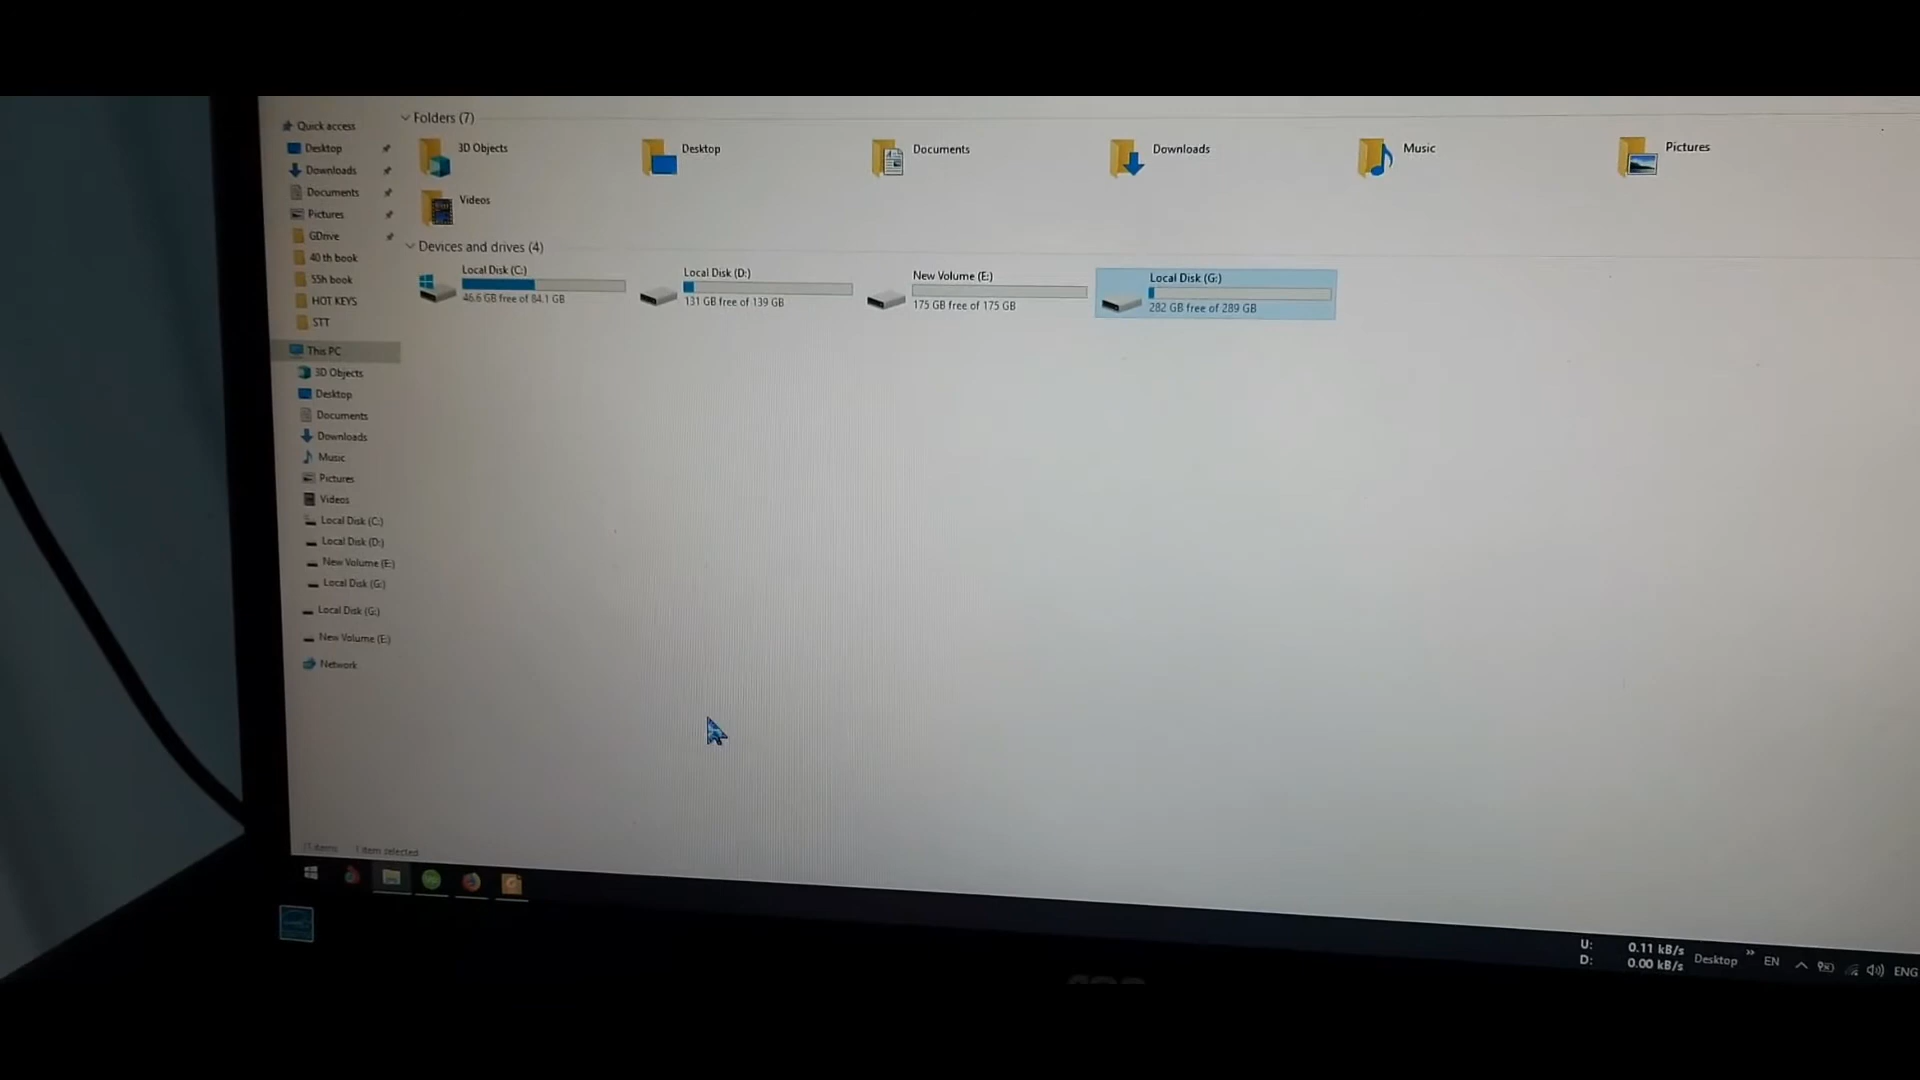 Quick access
Desktop
Downloads
Documents
Pictures
GDrive
40 th book
55h book
HOT KEYS
STT
This PC
3D Objects
Desktop
Documents
Downloads
Music
Pictures
Videos
Local Disk (C:)
Local Disk (D:)
New Volume (E:)
Local Disk (G:)
Local Disk (G:)
New Volume (E:)
Network
Folders (7)
3D Objects
Desktop
Documents
Downloads
Music
Pictures
Videos
Devices and drives (4)
Local Disk (C:)
46.6 GB free of 84.1 GB
Local Disk (D:)
131 GB free of 139 GB
New Volume (E:)
175 GB free of 175 GB
Local Disk (G:)
282 GB free of 289 GB
11 items 1 item selected
U: 0.11 kB/s
D: 0.00 kB/s
Desktop » EN ENG